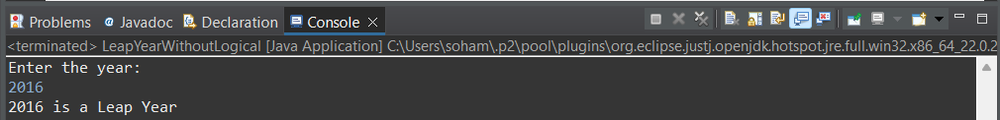 Problems @ Javadoc Declaration Console
<terminated> LeapYearWithoutLogical [Java Application] C:\Users\soham\.p2\pool\plugins\org.eclipse.justj.openjdk.hotspot.jre.full.win32.x86_64_22.0.2
Enter the year:
2016
2016 is a Leap Year